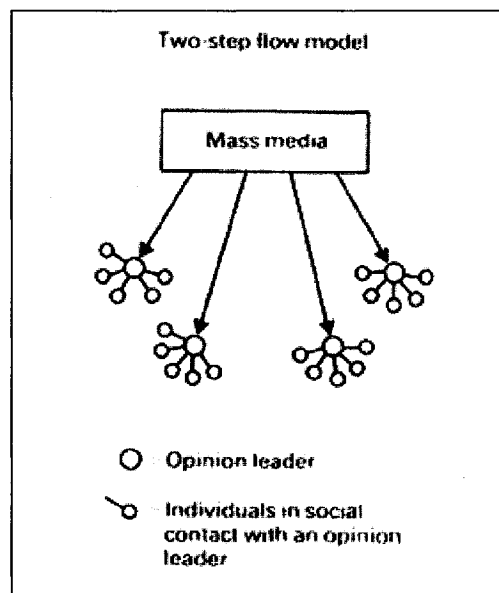 Two-step flow model
Mass media
Opinion leader
Individuals in social
contact with an opinion
leader